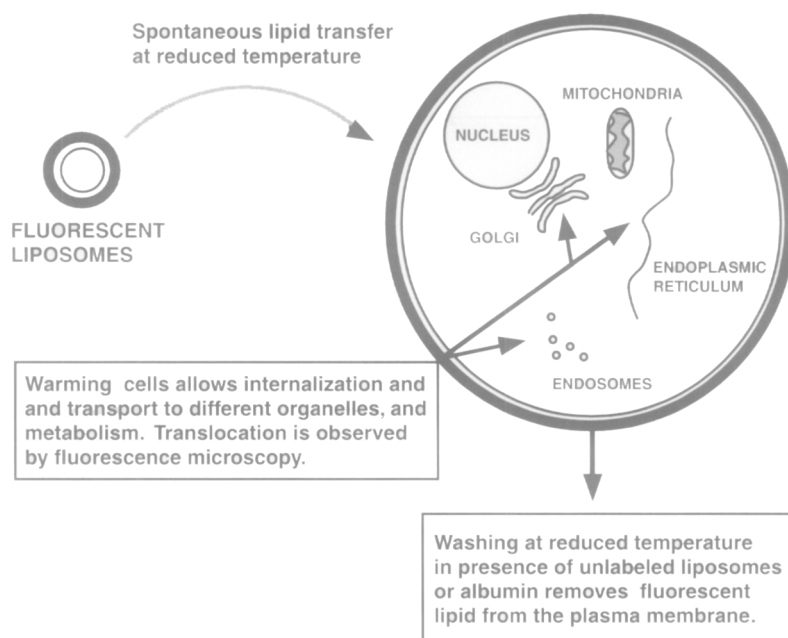 Spontaneous lipid transfer
at reduced temperature
FLUORESCENT
LIPOSOMES
NUCLEUS
MITOCHONDRIA
GOLGI
ENDOPLASMIC
RETICULUM
ENDOSOMES
Warming cells allows internalization and
and transport to different organelles, and
metabolism. Translocation is observed
by fluorescence microscopy.
Washing at reduced temperature
in presence of unlabeled liposomes
or albumin removes fluorescent
lipid from the plasma membrane.